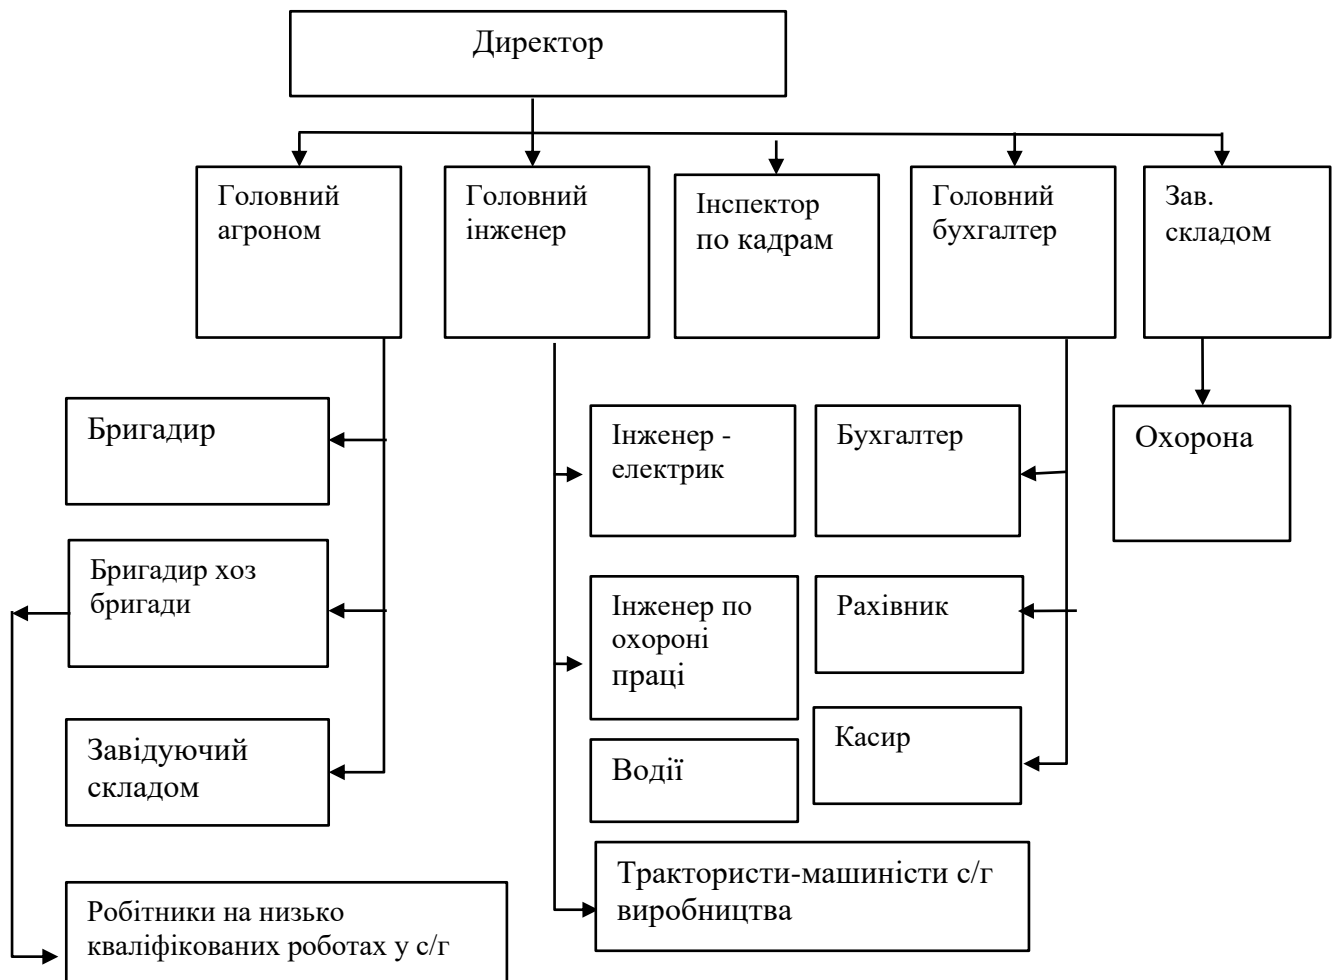 Директор
Головний
агроном
Головний
інженер
Інспектор
по кадрам
Головний
бухгалтер
Зав.
складом
Бригадир
Інженер -
електрик
Бухгалтер
Охорона
Бригадир хоз
бригади
Інженер по
охороні
праці
Рахівник
Завідуючий
складом
Водії
Касир
Трактористи-машиністи с/г
виробництва
Робітники на низько
кваліфікованих роботах у с/г